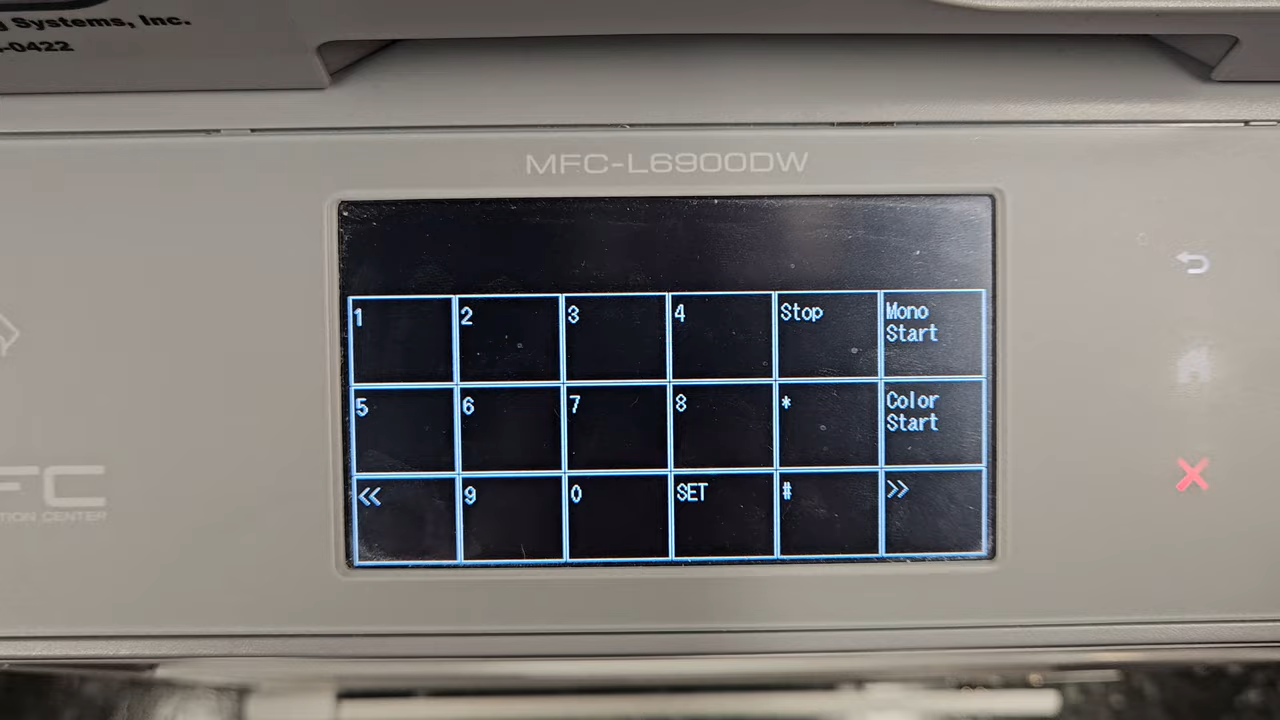 Systems, Inc.
-0422
MFC-L6900DW
1 2 3 4 Stop Mono Start
5 6 7 8 * Color Start
<< 9 0 SET # >>
FC
CENTER